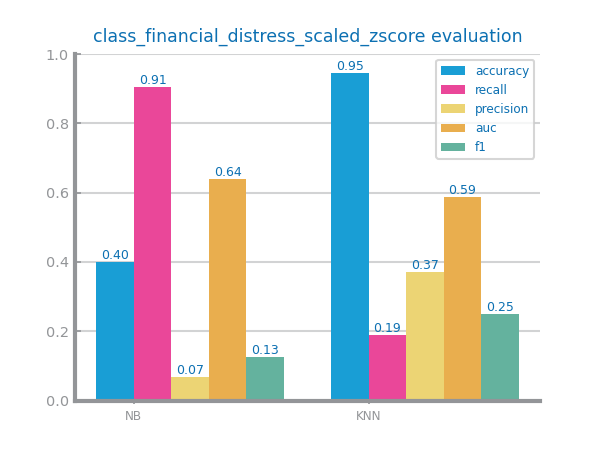 class_financial_distress_scaled_zscore evaluation
1.0
0.8
0.6
0.4
0.2
0.0
0.40
0.91
0.07
0.64
0.13
0.95
0.19
0.37
0.59
0.25
accuracy
recall
precision
auc
f1
NB
KNN